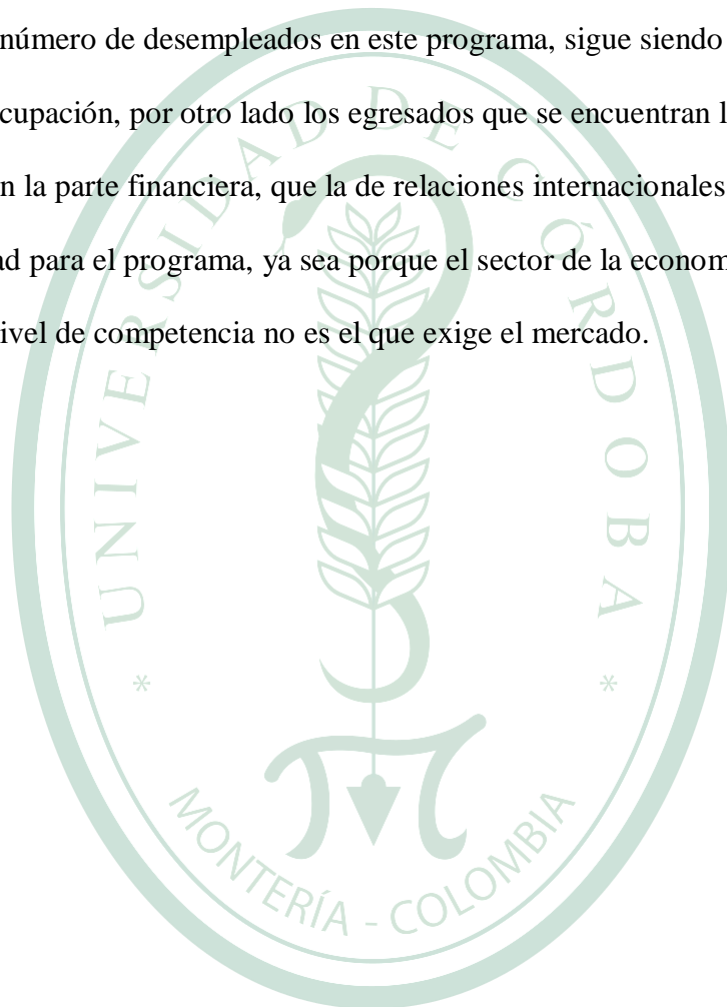 número de desempleados en este programa, sigue siendo
cupación, por otro lado los egresados que se encuentran l
n la parte financiera, que la de relaciones internacionales
ad para el programa, ya sea porque el sector de la econom
ivel de competencia no es el que exige el mercado.
UNIVERSIDAD DE CÓRDOBA
* *
MONTERÍA - COLOMBIA